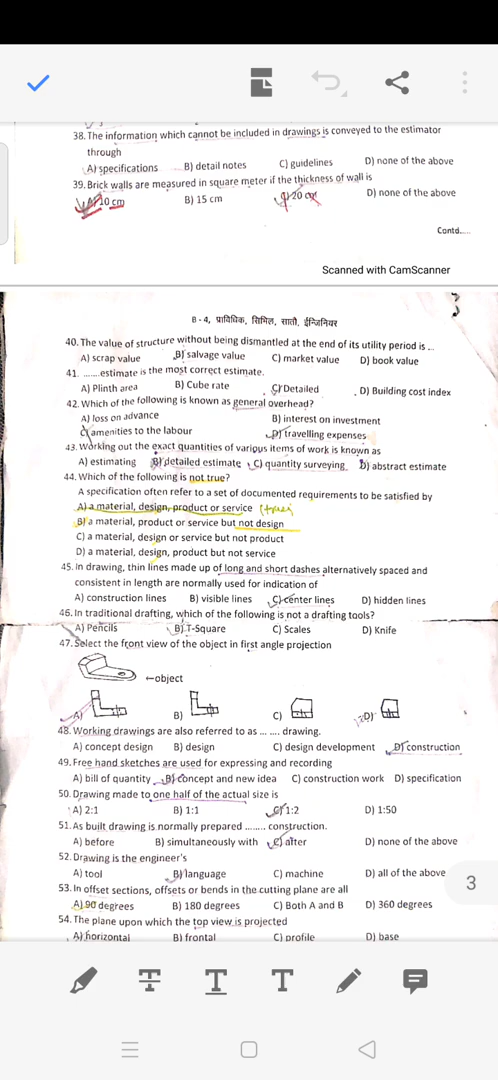 38. The information which cannot be included in drawings is conveyed to the estimator
through
A) specifications B) detail notes C) guidelines D) none of the above
39. Brick walls are measured in square meter if the thickness of wall is
A) 10 cm B) 15 cm C) 20 cm D) none of the above
Contd.....
Scanned with CamScanner
B - 4, प्राविधिक, सिभिल, सातौं, ईन्जिनियर
40. The value of structure without being dismantled at the end of its utility period is ...
A) scrap value B) salvage value C) market value D) book value
41. ...... estimate is the most correct estimate.
A) Plinth area B) Cube rate C) Detailed D) Building cost index
42. Which of the following is known as general overhead?
A) loss on advance B) interest on investment
C) amenities to the labour D) travelling expenses
43. Working out the exact quantities of various items of work is known as
A) estimating B) detailed estimate C) quantity surveying D) abstract estimate
44. Which of the following is not true?
A specification often refer to a set of documented requirements to be satisfied by
A) a material, design, product or service (true)
B) a material, product or service but not design
C) a material, design or service but not product
D) a material, design, product but not service
45. In drawing, thin lines made up of long and short dashes alternatively spaced and
consistent in length are normally used for indication of
A) construction lines B) visible lines C) center lines D) hidden lines
46. In traditional drafting, which of the following is not a drafting tools?
A) Pencils B) T-Square C) Scales D) Knife
47. Select the front view of the object in first angle projection
←object
A) B) C) D)
48. Working drawings are also referred to as ... ... drawing.
A) concept design B) design C) design development D) construction
49. Free hand sketches are used for expressing and recording
A) bill of quantity B) concept and new idea C) construction work D) specification
50. Drawing made to one half of the actual size is
A) 2:1 B) 1:1 C) 1:2 D) 1:50
51. As built drawing is normally prepared ........ construction.
A) before B) simultaneously with C) after D) none of the above
52. Drawing is the engineer's
A) tool B) language C) machine D) all of the above
3
53. In offset sections, offsets or bends in the cutting plane are all
A) 90 degrees B) 180 degrees C) Both A and B D) 360 degrees
54. The plane upon which the top view is projected
A) horizontal B) frontal C) profile D) base
T T T